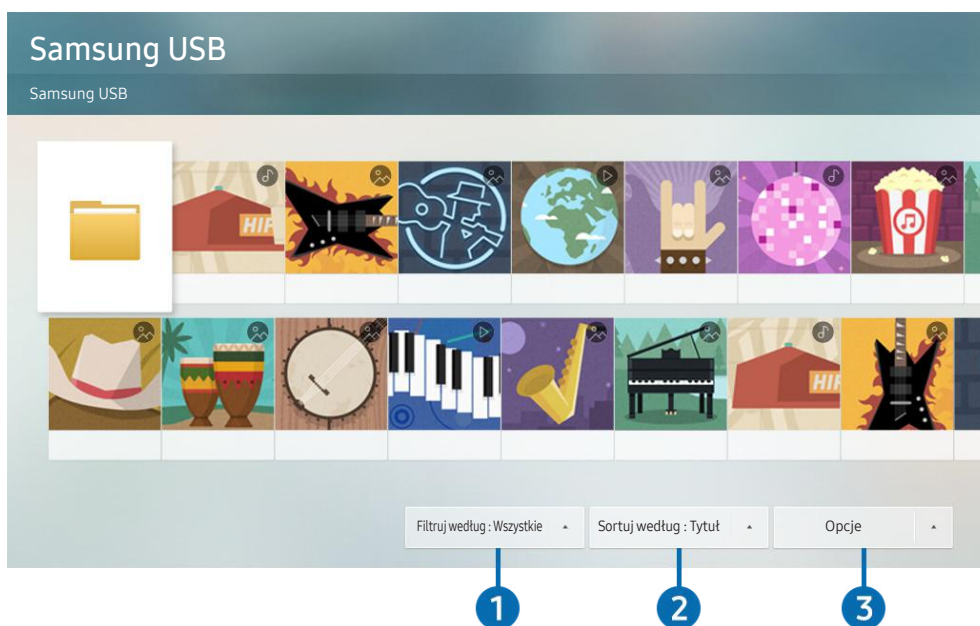 Samsung USB
Samsung USB
HIP
Filtruj według : Wszystkie
Sortuj według : Tytuł
Opcje
HIP
1
2
3